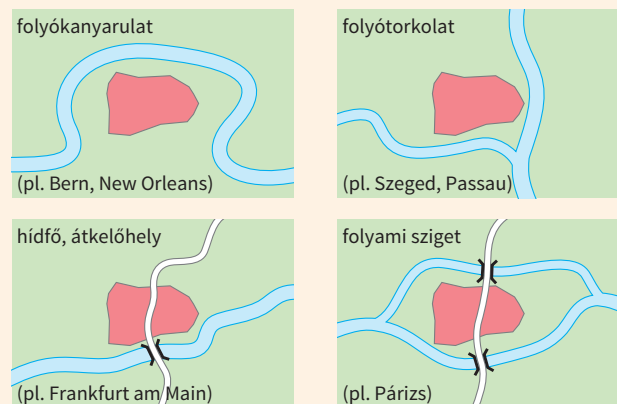 folyókanyarulat
(pl. Bern, New Orleans)
folyótorkolat
(pl. Szeged, Passau)
hídfő, átkelőhely
(pl. Frankfurt am Main)
folyami sziget
(pl. Párizs)